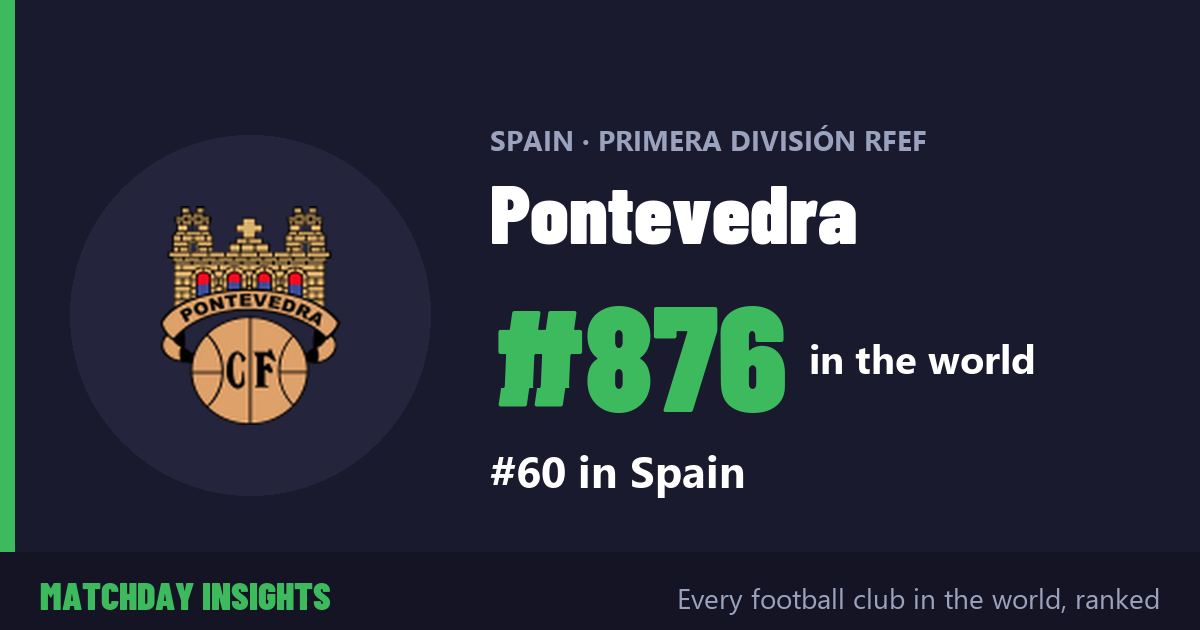 SPAIN · PRIMERA DIVISIÓN RFEF
Pontevedra
PONTEVEDRA
CF
#876 in the world
#60 in Spain
MATCHDAY INSIGHTS
Every football club in the world, ranked